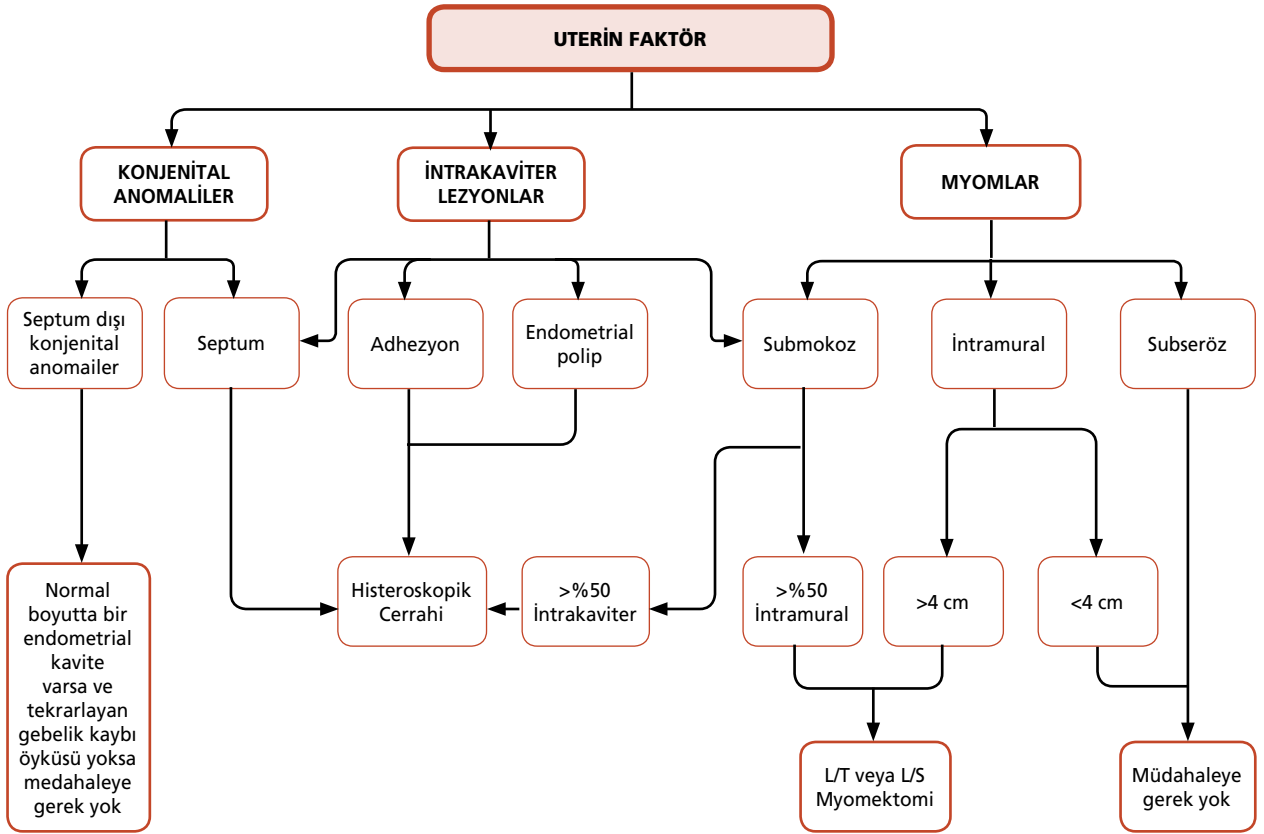 UTERİN FAKTÖR
KONJENİTAL
ANOMALİLER
İNTRAKAVİTER
LEZYONLAR
MYOMLAR
Septum dışı
konjenital
anomailer
Septum
Adhezyon
Endometrial
polip
Submokoz
İntramural
Subseröz
Normal
boyutta bir
endometrial
kavite
varsa ve
tekrarlayan
gebelik kaybı
öyküsü yoksa
medahaleye
gerek yok
Histeroskopik
Cerrahi
>%50
İntrakaviter
>%50
İntramural
>4 cm
<4 cm
L/T veya L/S
Myomektomi
Müdahaleye
gerek yok